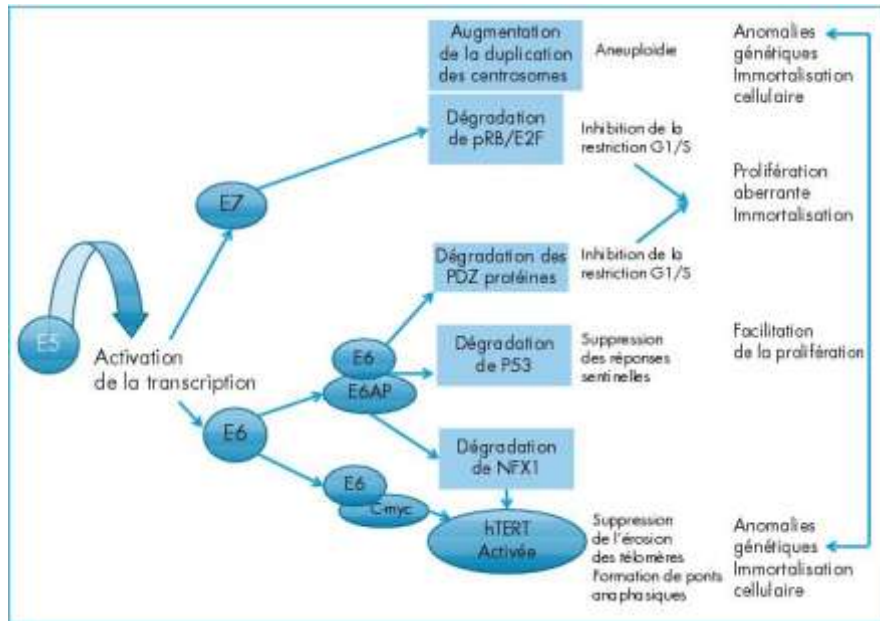 Augmentation
de la duplication
des centrosomes
Aneuploidie
Anomalies
génétiques
Immortalisation
cellulaire
Dégradation
de pRB/E2F
Inhibition de la
restriction G1/S
E7
Prolifération
aberrante
Immortalisation
Dégradation des
PDZ protéines
Inhibition de la
restriction G1/S
E5
Activation
de la transcription
E6
E6AP
Dégradation
de P53
Suppression
des réponses
sentinelles
Facilitation
de la prolifération
E6
Dégradation
de NFX1
E6
C-myc
hTERT
Activée
Suppression
de l'érosion
des télomères
Formation de ponts
anaphasiques
Anomalies
génétiques
Immortalisation
cellulaire